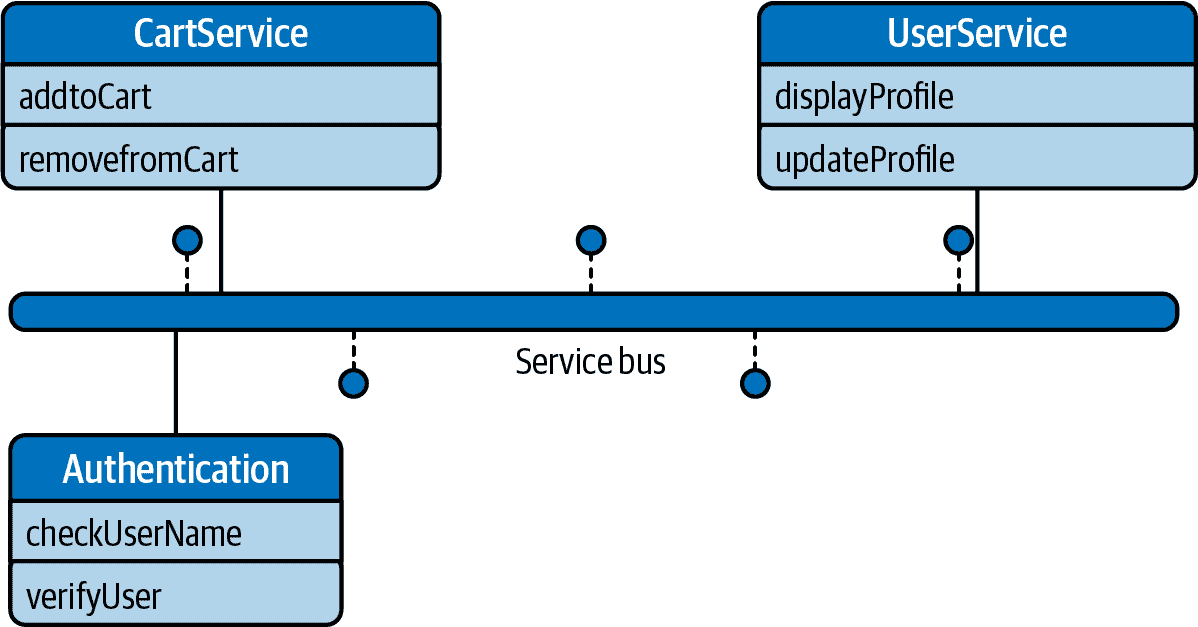 CartService
addtoCart
removefromCart
UserService
displayProfile
updateProfile
Service bus
Authentication
checkUserName
verifyUser